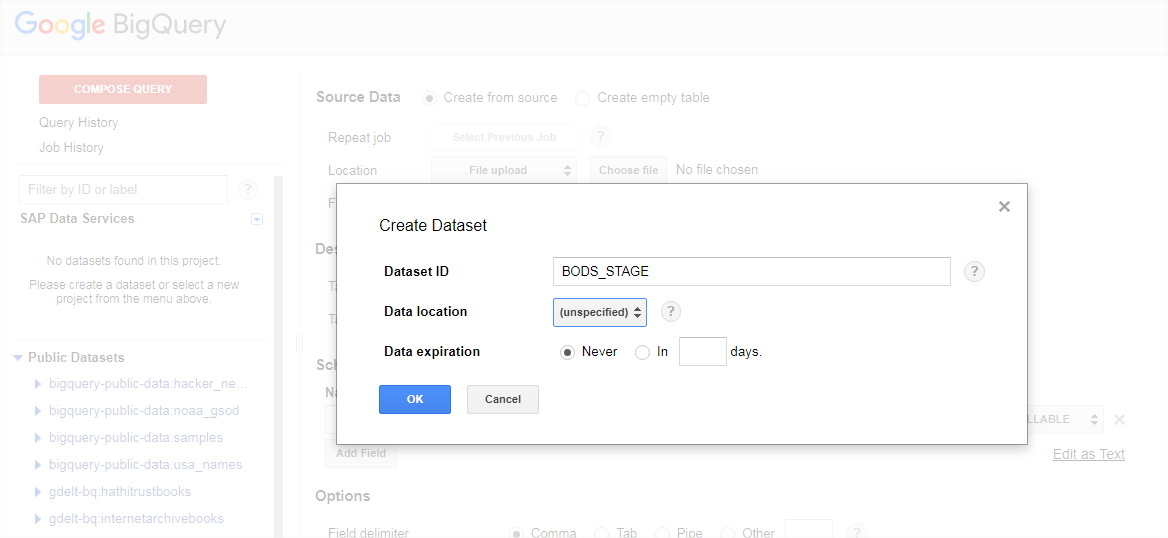 Google BigQuery
COMPOSE QUERY
Query History
Job History
Filter by ID or label
?
SAP Data Services
No datasets found in this project.
Please create a dataset or select a new
project from the menu above.
Public Datasets
bigquery-public-data:hacker_ne...
bigquery-public-data:noaa_gsod
bigquery-public-data:samples
bigquery-public-data:usa_names
gdelt-bq:hathitrustbooks
gdelt-bq:internetarchivebooks
Source Data Create from source Create empty table
Repeat job Select Previous Job ?
Location File upload Choose file No file chosen
Create Dataset
Dataset ID BODS_STAGE ?
Data location (unspecified) ?
Data expiration Never In days.
OK Cancel
Add Field
Edit as Text
Options
Field delimiter Comma Tab Pipe Other ?